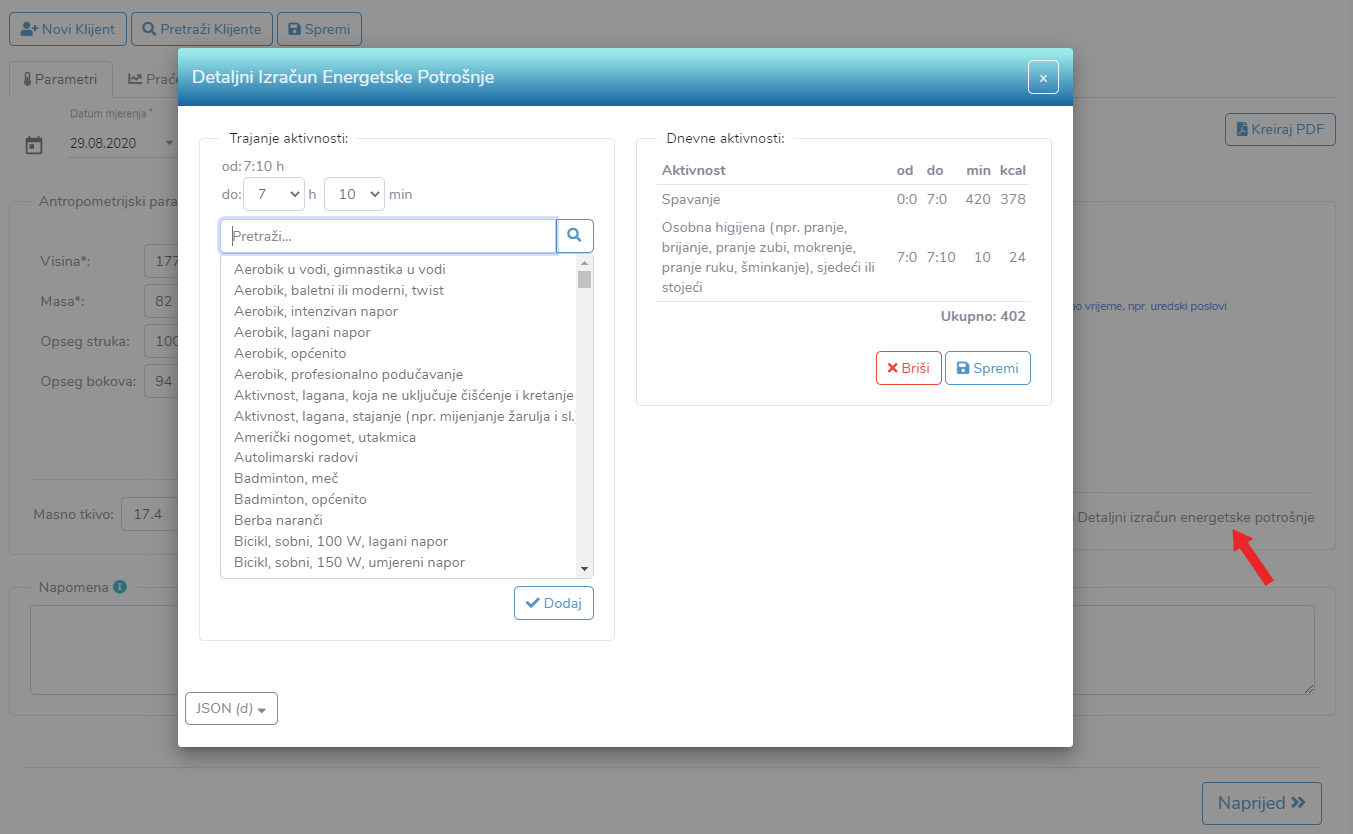 Novi Klijent
Pretraži Klijente
Spremi
Parametri
Datum mjerenja *
29.08.2020
Kreiraj PDF
Antropometrijski
Visina*:
177
Masa*:
82
Opseg struka:
100
Opseg bokova:
94
Masno tkivo:
17.4
Napomena
Detaljni Izračun Energetske Potrošnje
x
Trajanje aktivnosti:
od: 7:10 h
do: 7 h 10 min
Pretraži...
Aerobik u vodi, gimnastika u vodi
Aerobik, baletni ili moderni, twist
Aerobik, intenzivan napor
Aerobik, lagani napor
Aerobik, općenito
Aerobik, profesionalno podučavanje
Aktivnost, lagana, koja ne uključuje čišćenje i kretanje
Aktivnost, lagana, stajanje (npr. mijenjanje žarulja i sl.
Američki nogomet, utakmica
Autolimarski radovi
Badminton, meč
Badminton, općenito
Berba naranči
Bicikl, sobni, 100 W, lagani napor
Bicikl, sobni, 150 W, umjereni napor
Dodaj
Dnevne aktivnosti:
Aktivnost od do min kcal
Spavanje 0:0 7:0 420 378
Osobna higijena (npr. pranje,
brijanje, pranje zubi, mokrenje,
pranje ruku, šminkanje), sjedeći ili
stojeći
7:0 7:10 10 24
Ukupno: 402
Briši
Spremi
JSON (d)
vrijeme, npr. uredski poslovi
Detaljni izračun energetske potrošnje
Naprijed